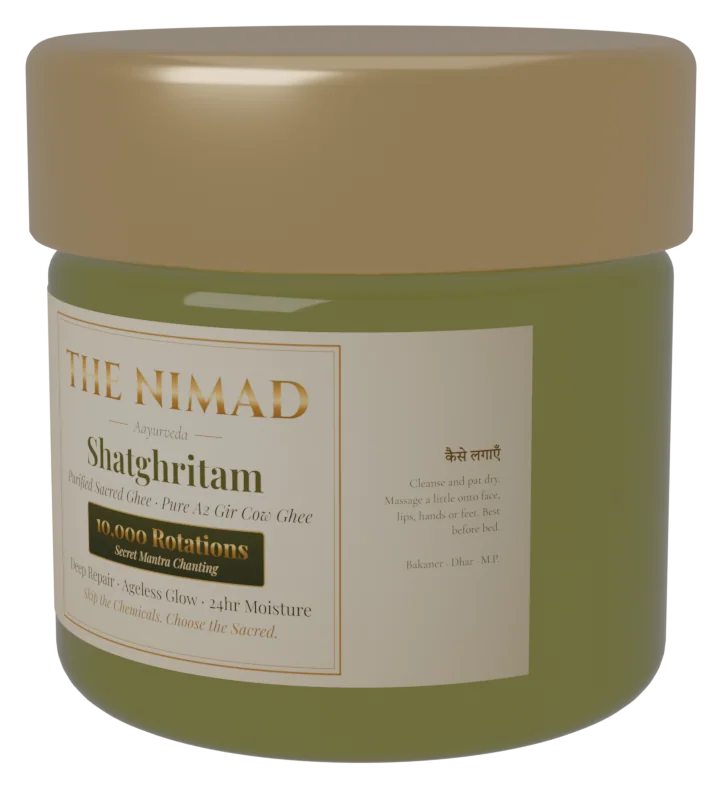 THE NIMAD
Aayurveda
Shatghritam
Purified Sacred Ghee · Pure A2 Gir Cow Ghee
10,000 Rotations
Secret Mantra Chanting
Deep Repair · Ageless Glow · 24hr Moisture
Skip the Chemicals. Choose the Sacred.
कैसे लगाएँ
Cleanse and pat dry.
Massage a little onto face,
lips, hands or feet. Best
before bed.
Bakaner · Dhar · M.P.